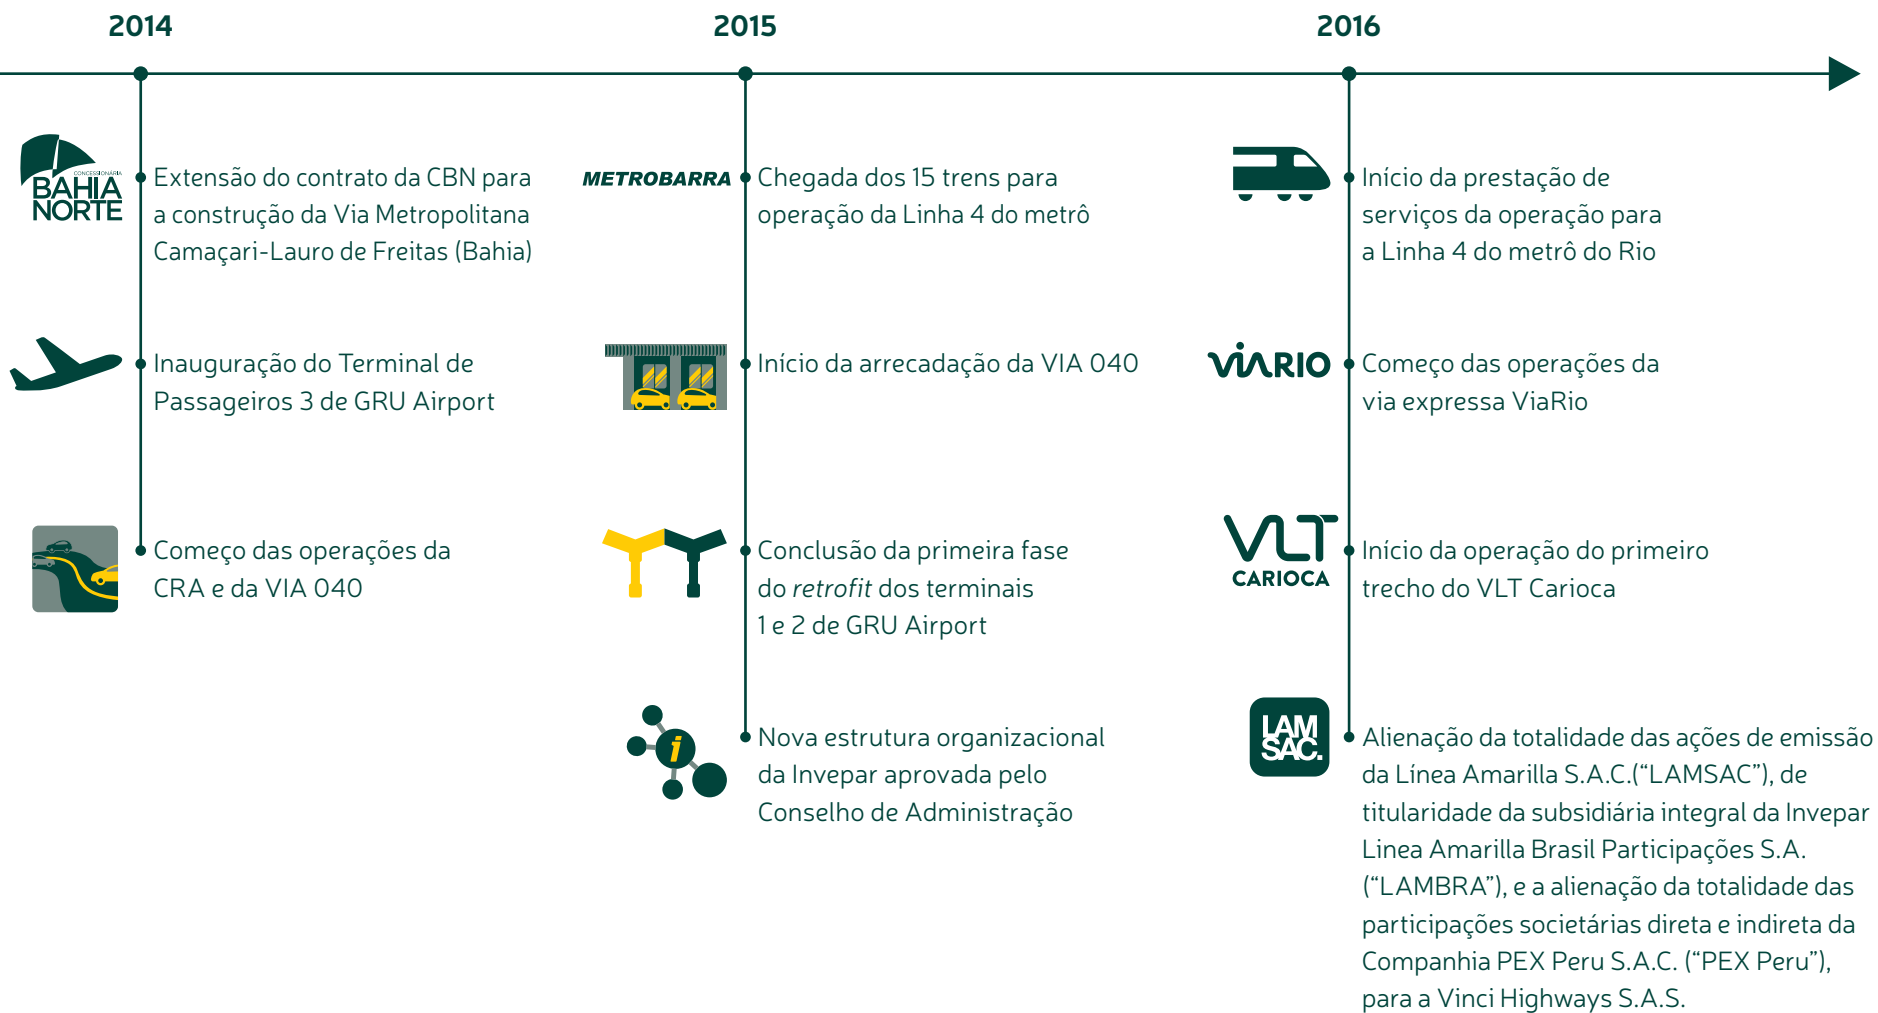 2014
CONCESSIONÁRIA
BAHIA
NORTE
Extensão do contrato da CBN para
a construção da Via Metropolitana
Camaçari-Lauro de Freitas (Bahia)
Inauguração do Terminal de
Passageiros 3 de GRU Airport
Começo das operações da
CRA e da VIA 040
2015
METROBARRA
Chegada dos 15 trens para
operação da Linha 4 do metrô
Início da arrecadação da VIA 040
Conclusão da primeira fase
do retrofit dos terminais
1 e 2 de GRU Airport
i
Nova estrutura organizacional
da Invepar aprovada pelo
Conselho de Administração
2016
Início da prestação de
serviços da operação para
a Linha 4 do metrô do Rio
VIARIO
Começo das operações da
via expressa ViaRio
VLT
CARIOCA
Início da operação do primeiro
trecho do VLT Carioca
LAM
SAC.
Alienação da totalidade das ações de emissão
da Línea Amarilla S.A.C.(“LAMSAC”), de
titularidade da subsidiária integral da Invepar
Linea Amarilla Brasil Participações S.A.
(“LAMBRA”), e a alienação da totalidade das
participações societárias direta e indireta da
Companhia PEX Peru S.A.C. (“PEX Peru”),
para a Vinci Highways S.A.S.